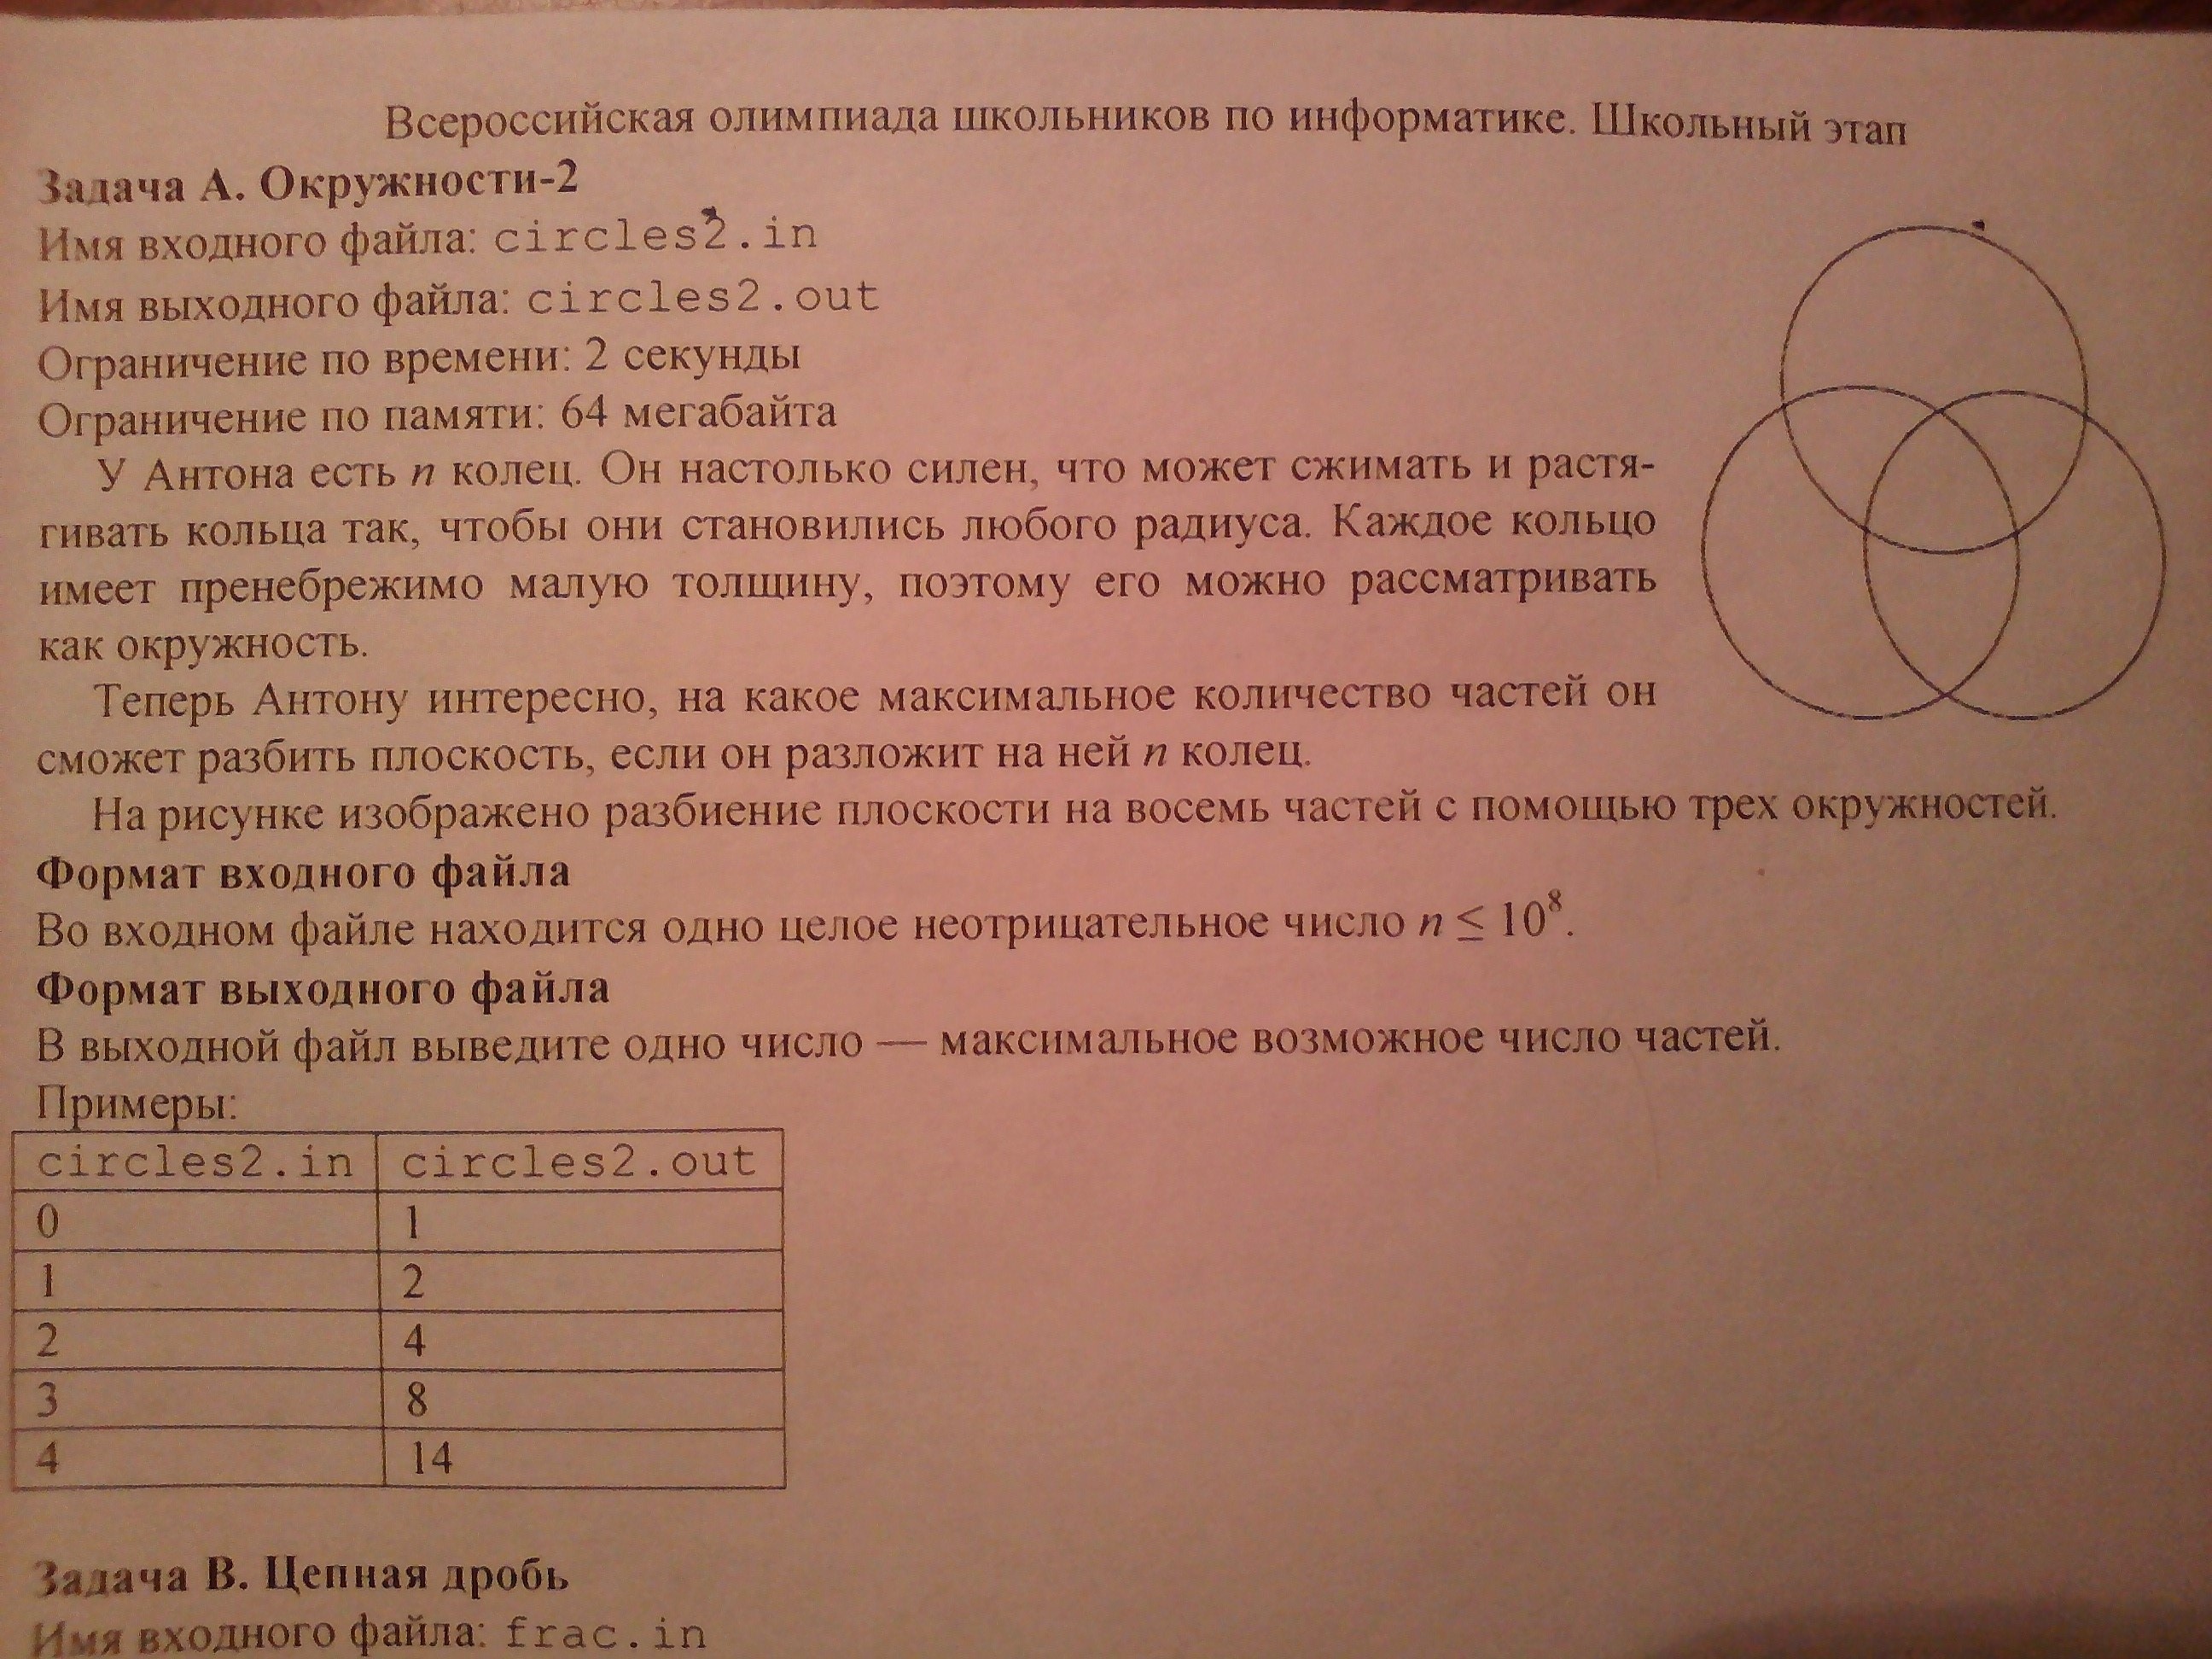 Всероссийская олимпиада школьников по информатике. Школьный этап
Задача A. Окружности-2
Имя входного файла: circles2.in
Имя выходного файла: circles2.out
Ограничение по времени: 2 секунды
Ограничение по памяти: 64 мегабайта
У Антона есть n колец. Он настолько силен, что может сжимать и растя-
гивать кольца так, чтобы они становились любого радиуса. Каждое кольцо
имеет пренебрежимо малую толщину, поэтому его можно рассматривать
как окружность.
Теперь Антону интересно, на какое максимальное количество частей он
сможет разбить плоскость, если он разложит на ней n колец.
На рисунке изображено разбиение плоскости на восемь частей с помощью трех окружностей.
Формат входного файла
Во входном файле находится одно целое неотрицательное число n ≤ 10⁸.
Формат выходного файла
В выходной файл выведите одно число — максимальное возможное число частей.
Примеры:
circles2.in circles2.out
0 1
1 2
2 4
3 8
4 14
Задача B. Цепная дробь
Имя входного файла: frac.in